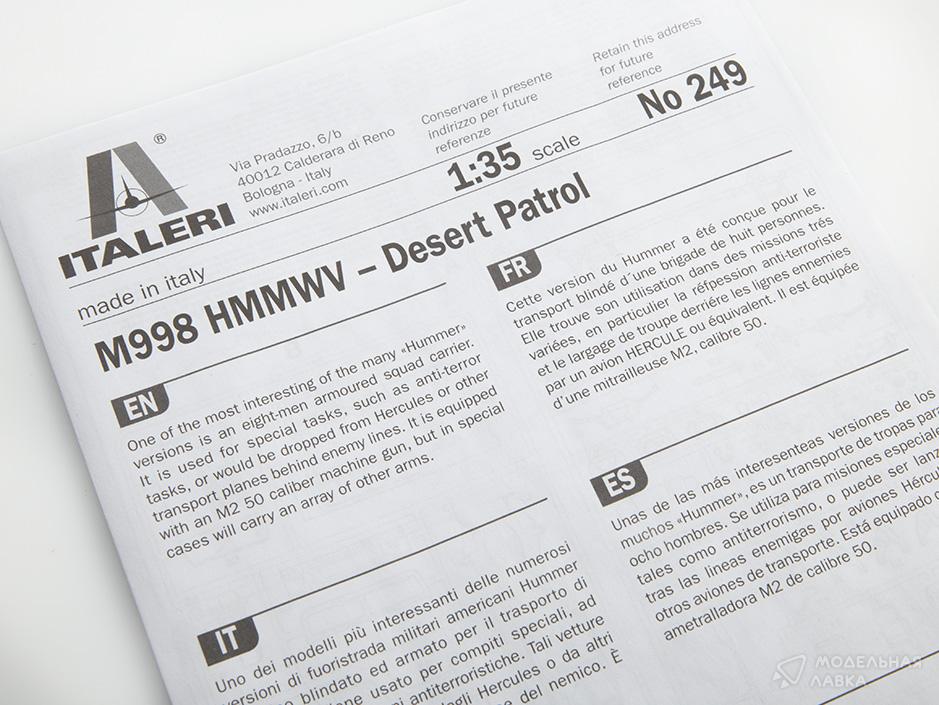 ITALERI
®
Via Pradazzo, 6/b
40012 Calderara di Reno
Bologna - Italy
www.italeri.com
Conservare il presente
indirizzo per future
referenze
Retain this address
for future
reference
made in italy
1:35 scale
No 249
M998 HMMWV – Desert Patrol
EN
One of the most interesting of the many «Hummer»
versions is an eight-men armoured squad carrier.
It is used for special tasks, such as anti-terror
tasks, or would be dropped from Hercules or other
transport planes behind enemy lines. It is equipped
with an M2 50 caliber machine gun, but in special
cases will carry an array of other arms.
FR
Cette version du Hummer a été conçue pour le
transport blindé d'une brigade de huit personnes.
Elle trouve son utilisation dans des missions trés
variées, en particulier la réfpession anti-terroriste
et le largage de troupe derriére les lignes ennemies
par un avion HERCULE ou équivalent. Il est équipée
d'une mitrailleuse M2, calibre 50.
IT
Uno dei modelli più interessanti delle numerosi
versioni di fuoristrada militari americani Hummer
blindato ed armato per il trasporto di
usato per compiti speciali, ad
antiterroristiche. Tali vetture
Hercules o da altri
del nemico. È
ES
Unas de las más interesenteas versiones de los
muchos «Hummer», es un transporte de tropas para
ocho hombres. Se utiliza para misiones especiale
tales como antiterrorismo, o puede ser lanz
tras las lineas enemigas por aviones Hércu
otros aviones de transporte. Está equipado c
ametralladora M2 de calibre 50.
МОДЕЛЬНАЯ
ЛАВКА